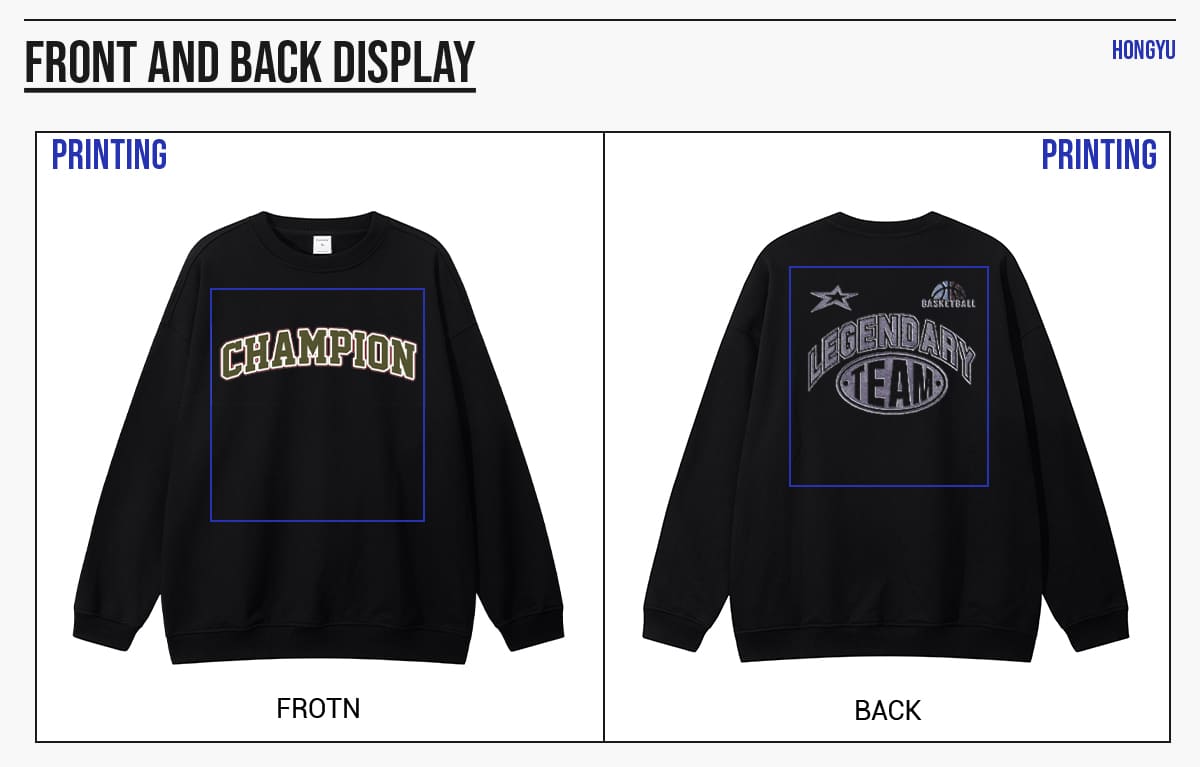 FRONT AND BACK DISPLAY
HONGYU
PRINTING
PRINTING
CHAMPION
BASKETBALL
LEGENDARY
TEAM
FROTN
BACK